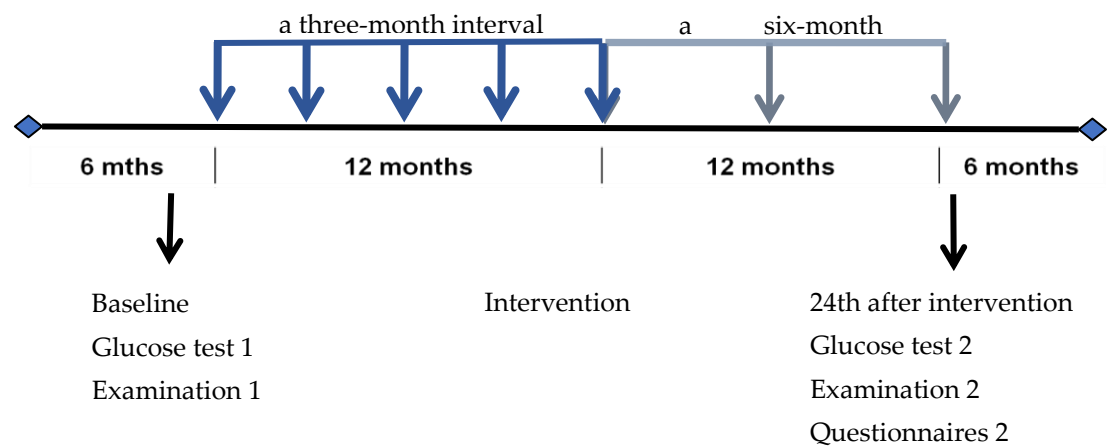 a three-month interval a six-month
6 mths 12 months 12 months 6 months
Baseline Intervention 24th after intervention
Glucose test 1 Glucose test 2
Examination 1 Examination 2
Questionnaires 2